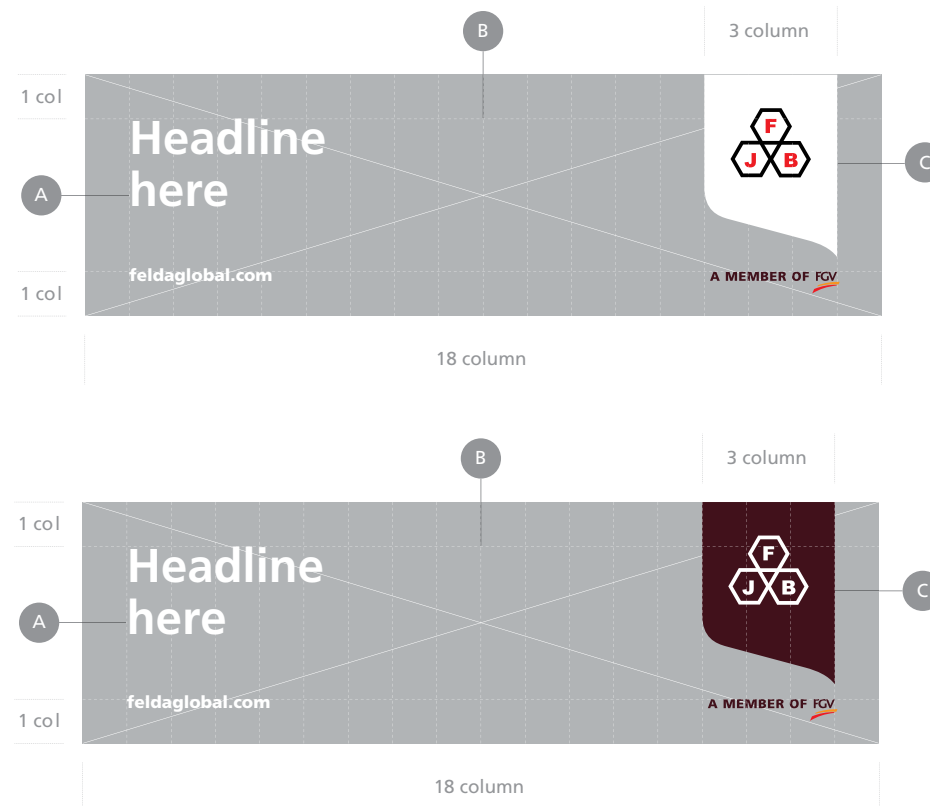 B
3 column
1 col
Headline
here
F
J B
A
C
feldaglobal.com
A MEMBER OF FGV
1 col
18 column
B
3 column
1 col
Headline
here
F
J B
A
C
feldaglobal.com
A MEMBER OF FGV
1 col
18 column